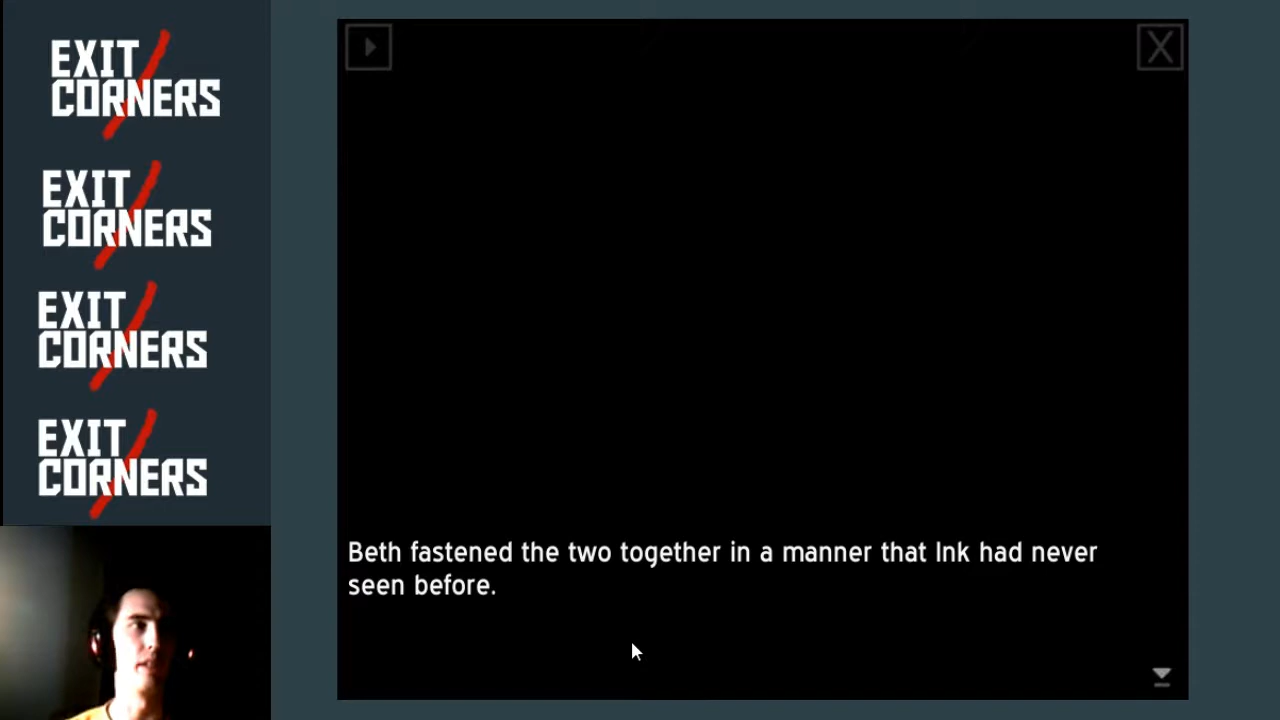 EXIT
CORNERS
EXIT
CORNERS
EXIT
CORNERS
EXIT
CORNERS
X
Beth fastened the two together in a manner that Ink had never
seen before.